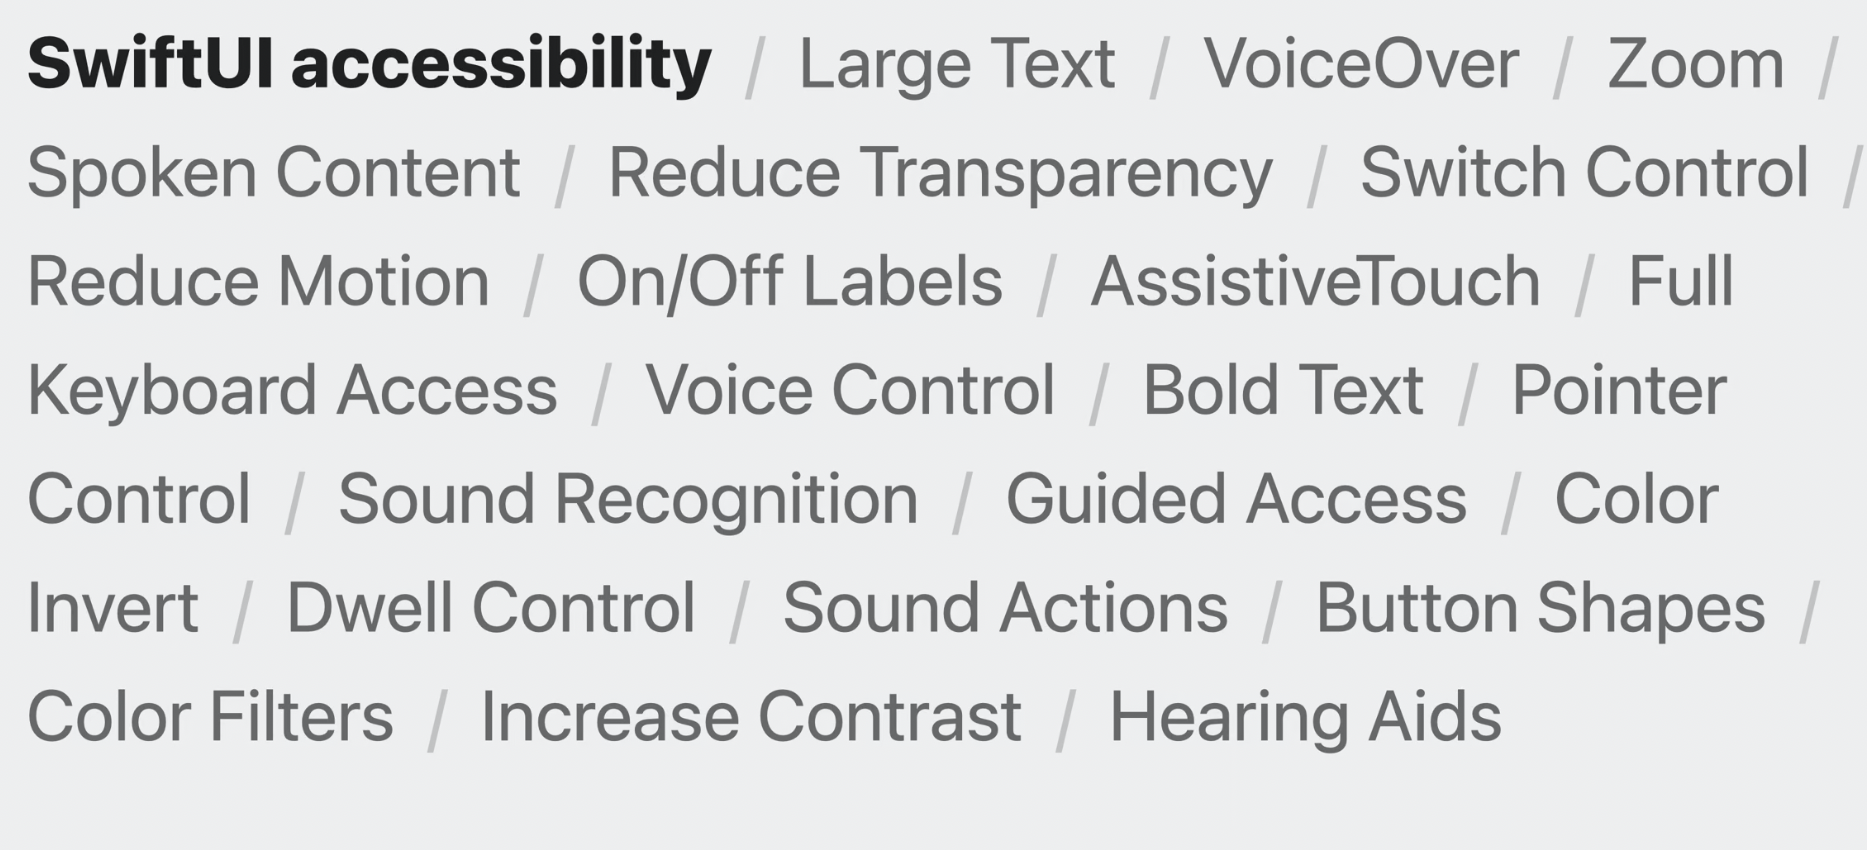 SwiftUI accessibility / Large Text / VoiceOver / Zoom /
Spoken Content / Reduce Transparency / Switch Control /
Reduce Motion / On/Off Labels / AssistiveTouch / Full
Keyboard Access / Voice Control / Bold Text / Pointer
Control / Sound Recognition / Guided Access / Color
Invert / Dwell Control / Sound Actions / Button Shapes /
Color Filters / Increase Contrast / Hearing Aids